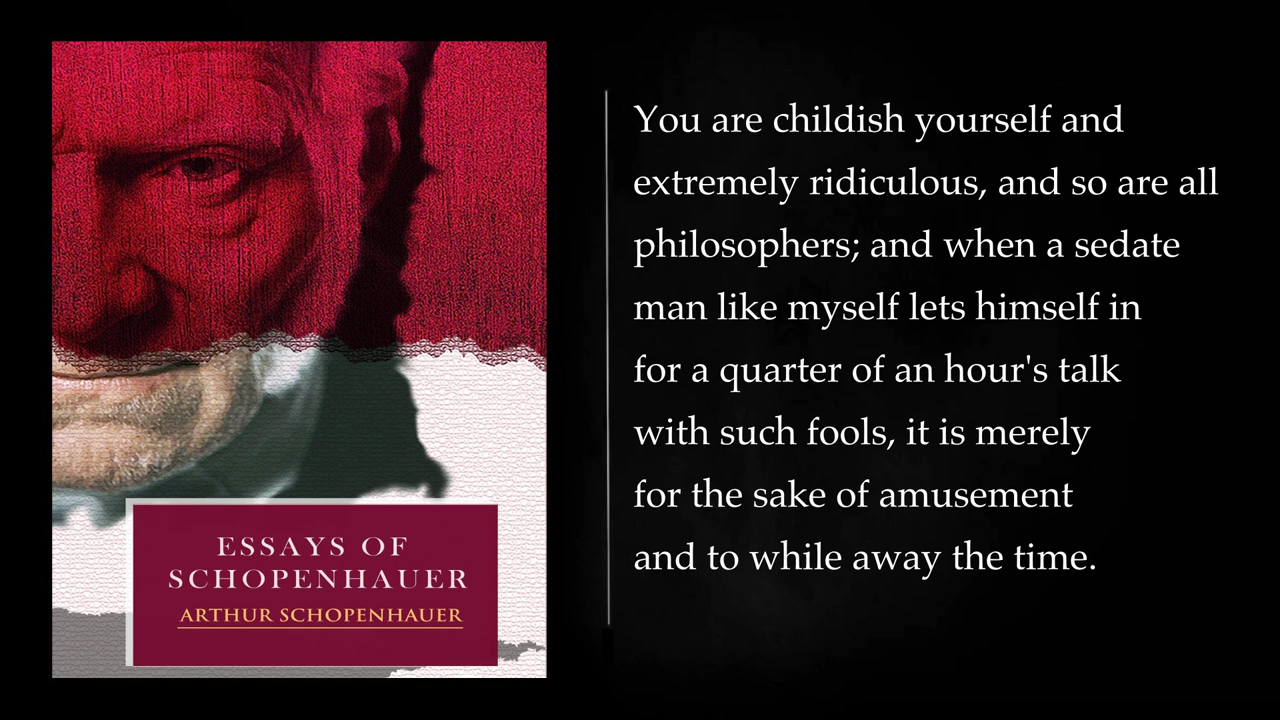 ESSAYS OF
SCHOPENHAUER
ARTHUR SCHOPENHAUER
You are childish yourself and
extremely ridiculous, and so are all
philosophers; and when a sedate
man like myself lets himself in
for a quarter of an hour's talk
with such fools, it is merely
for the sake of amusement
and to while away the time.